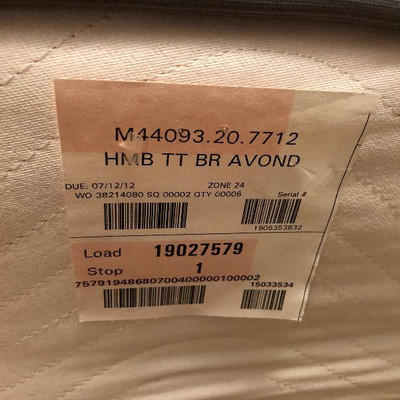 M44093.20.7712
HMB TT BR AVOND
DUE: 07/12/12 ZONE 24
WO 38214080 SQ 00002 QTY 00006 Serial #
1905353832
Load 19027579
Stop 1
75791948680700400000100002
15033534